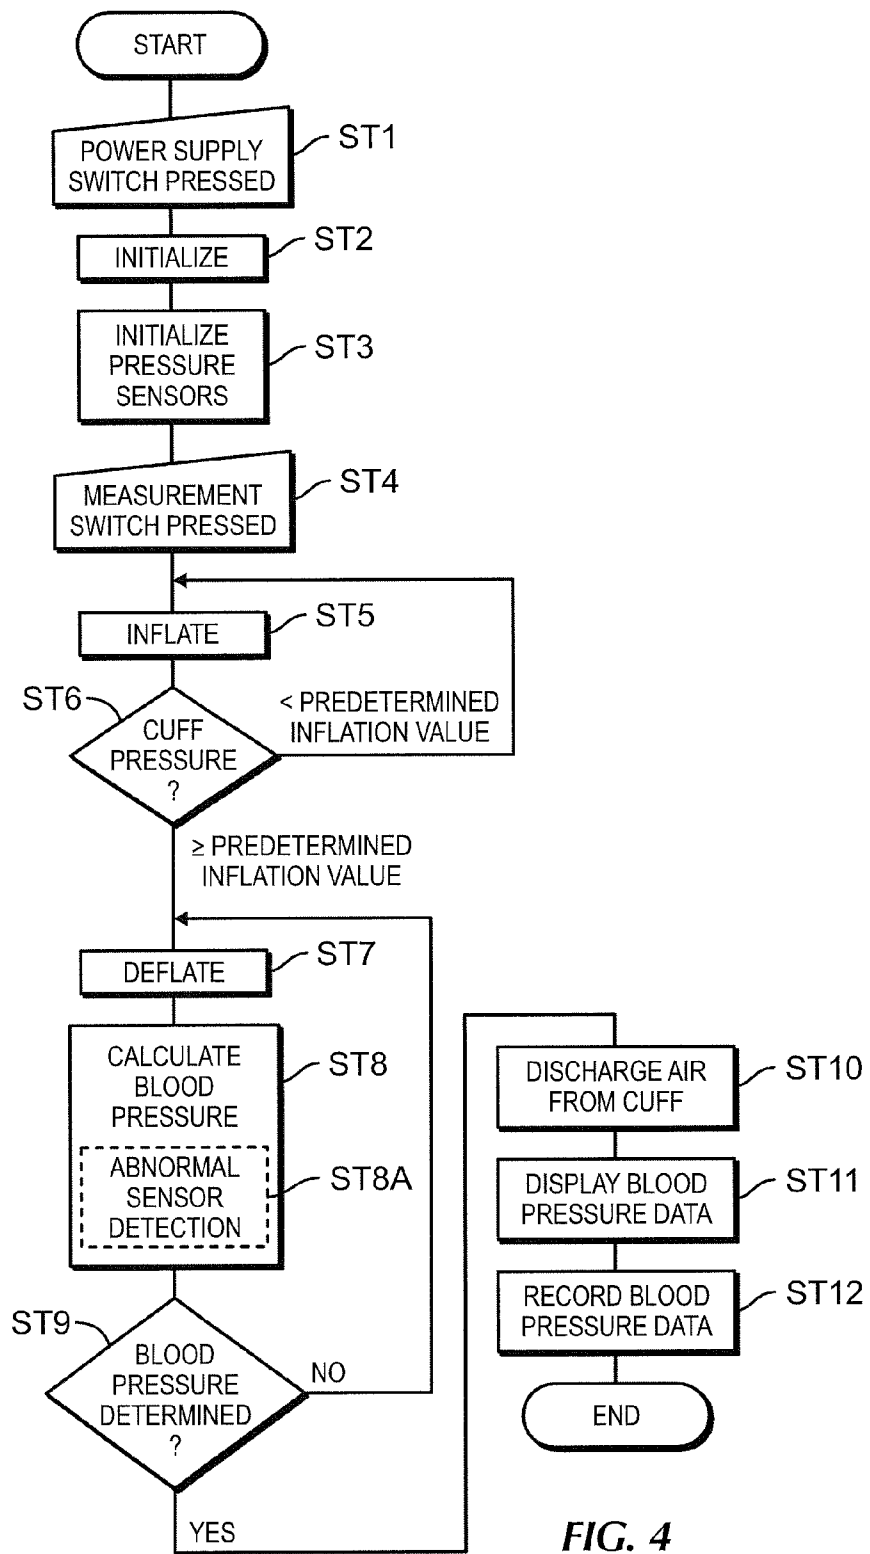 START
POWER SUPPLY
SWITCH PRESSED
ST1
INITIALIZE
ST2
INITIALIZE
PRESSURE
SENSORS
ST3
MEASUREMENT
SWITCH PRESSED
ST4
INFLATE
ST5
ST6
CUFF
PRESSURE
?
< PREDETERMINED
INFLATION VALUE
≥ PREDETERMINED
INFLATION VALUE
DEFLATE
ST7
CALCULATE
BLOOD
PRESSURE
ST8
ABNORMAL
SENSOR
DETECTION
ST8A
ST9
BLOOD
PRESSURE
DETERMINED
?
NO
YES
DISCHARGE AIR
FROM CUFF
ST10
DISPLAY BLOOD
PRESSURE DATA
ST11
RECORD BLOOD
PRESSURE DATA
ST12
END
FIG. 4